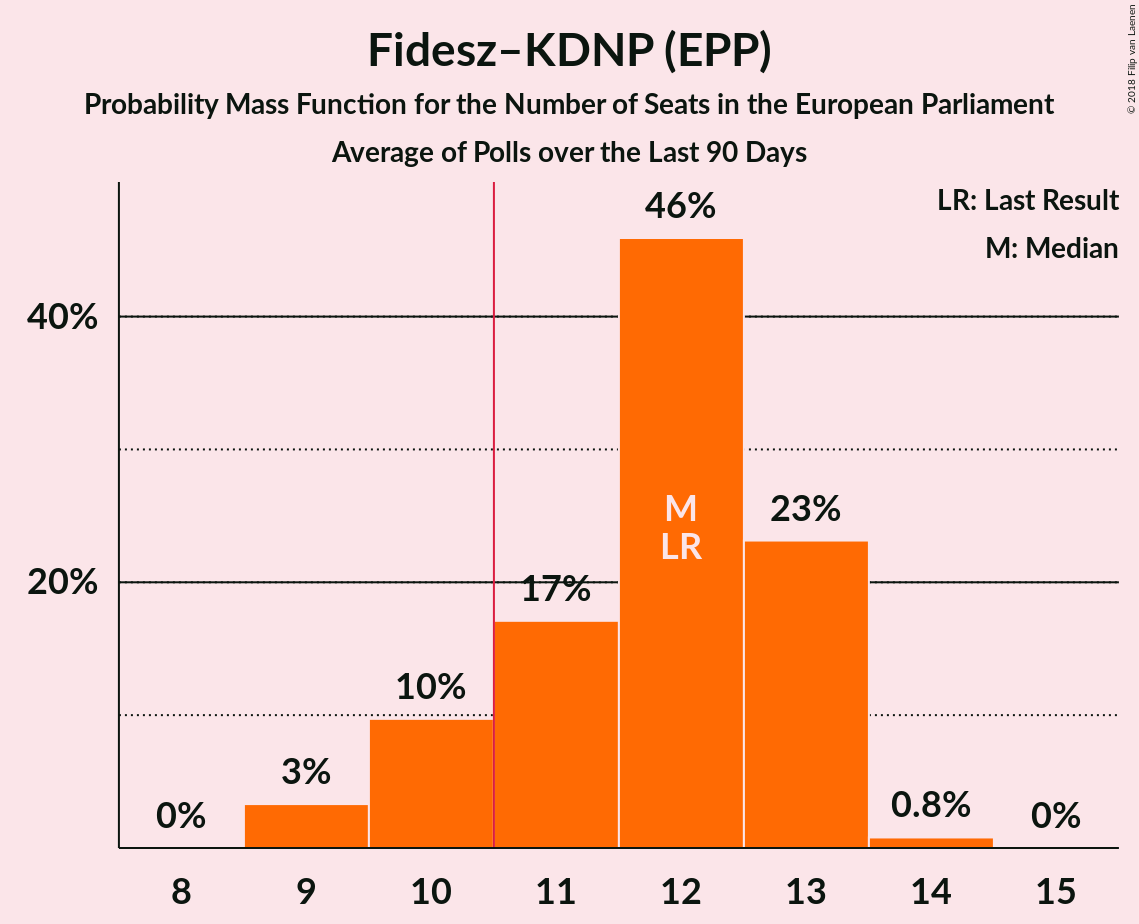 Fidesz–KDNP (EPP)
Probability Mass Function for the Number of Seats in the European Parliament
Average of Polls over the Last 90 Days
© 2018 Filip van Laenen
LR: Last Result
M: Median
40%
20%
0%
3%
10%
17%
46%
M
LR
23%
0.8%
0%
8
9
10
11
12
13
14
15